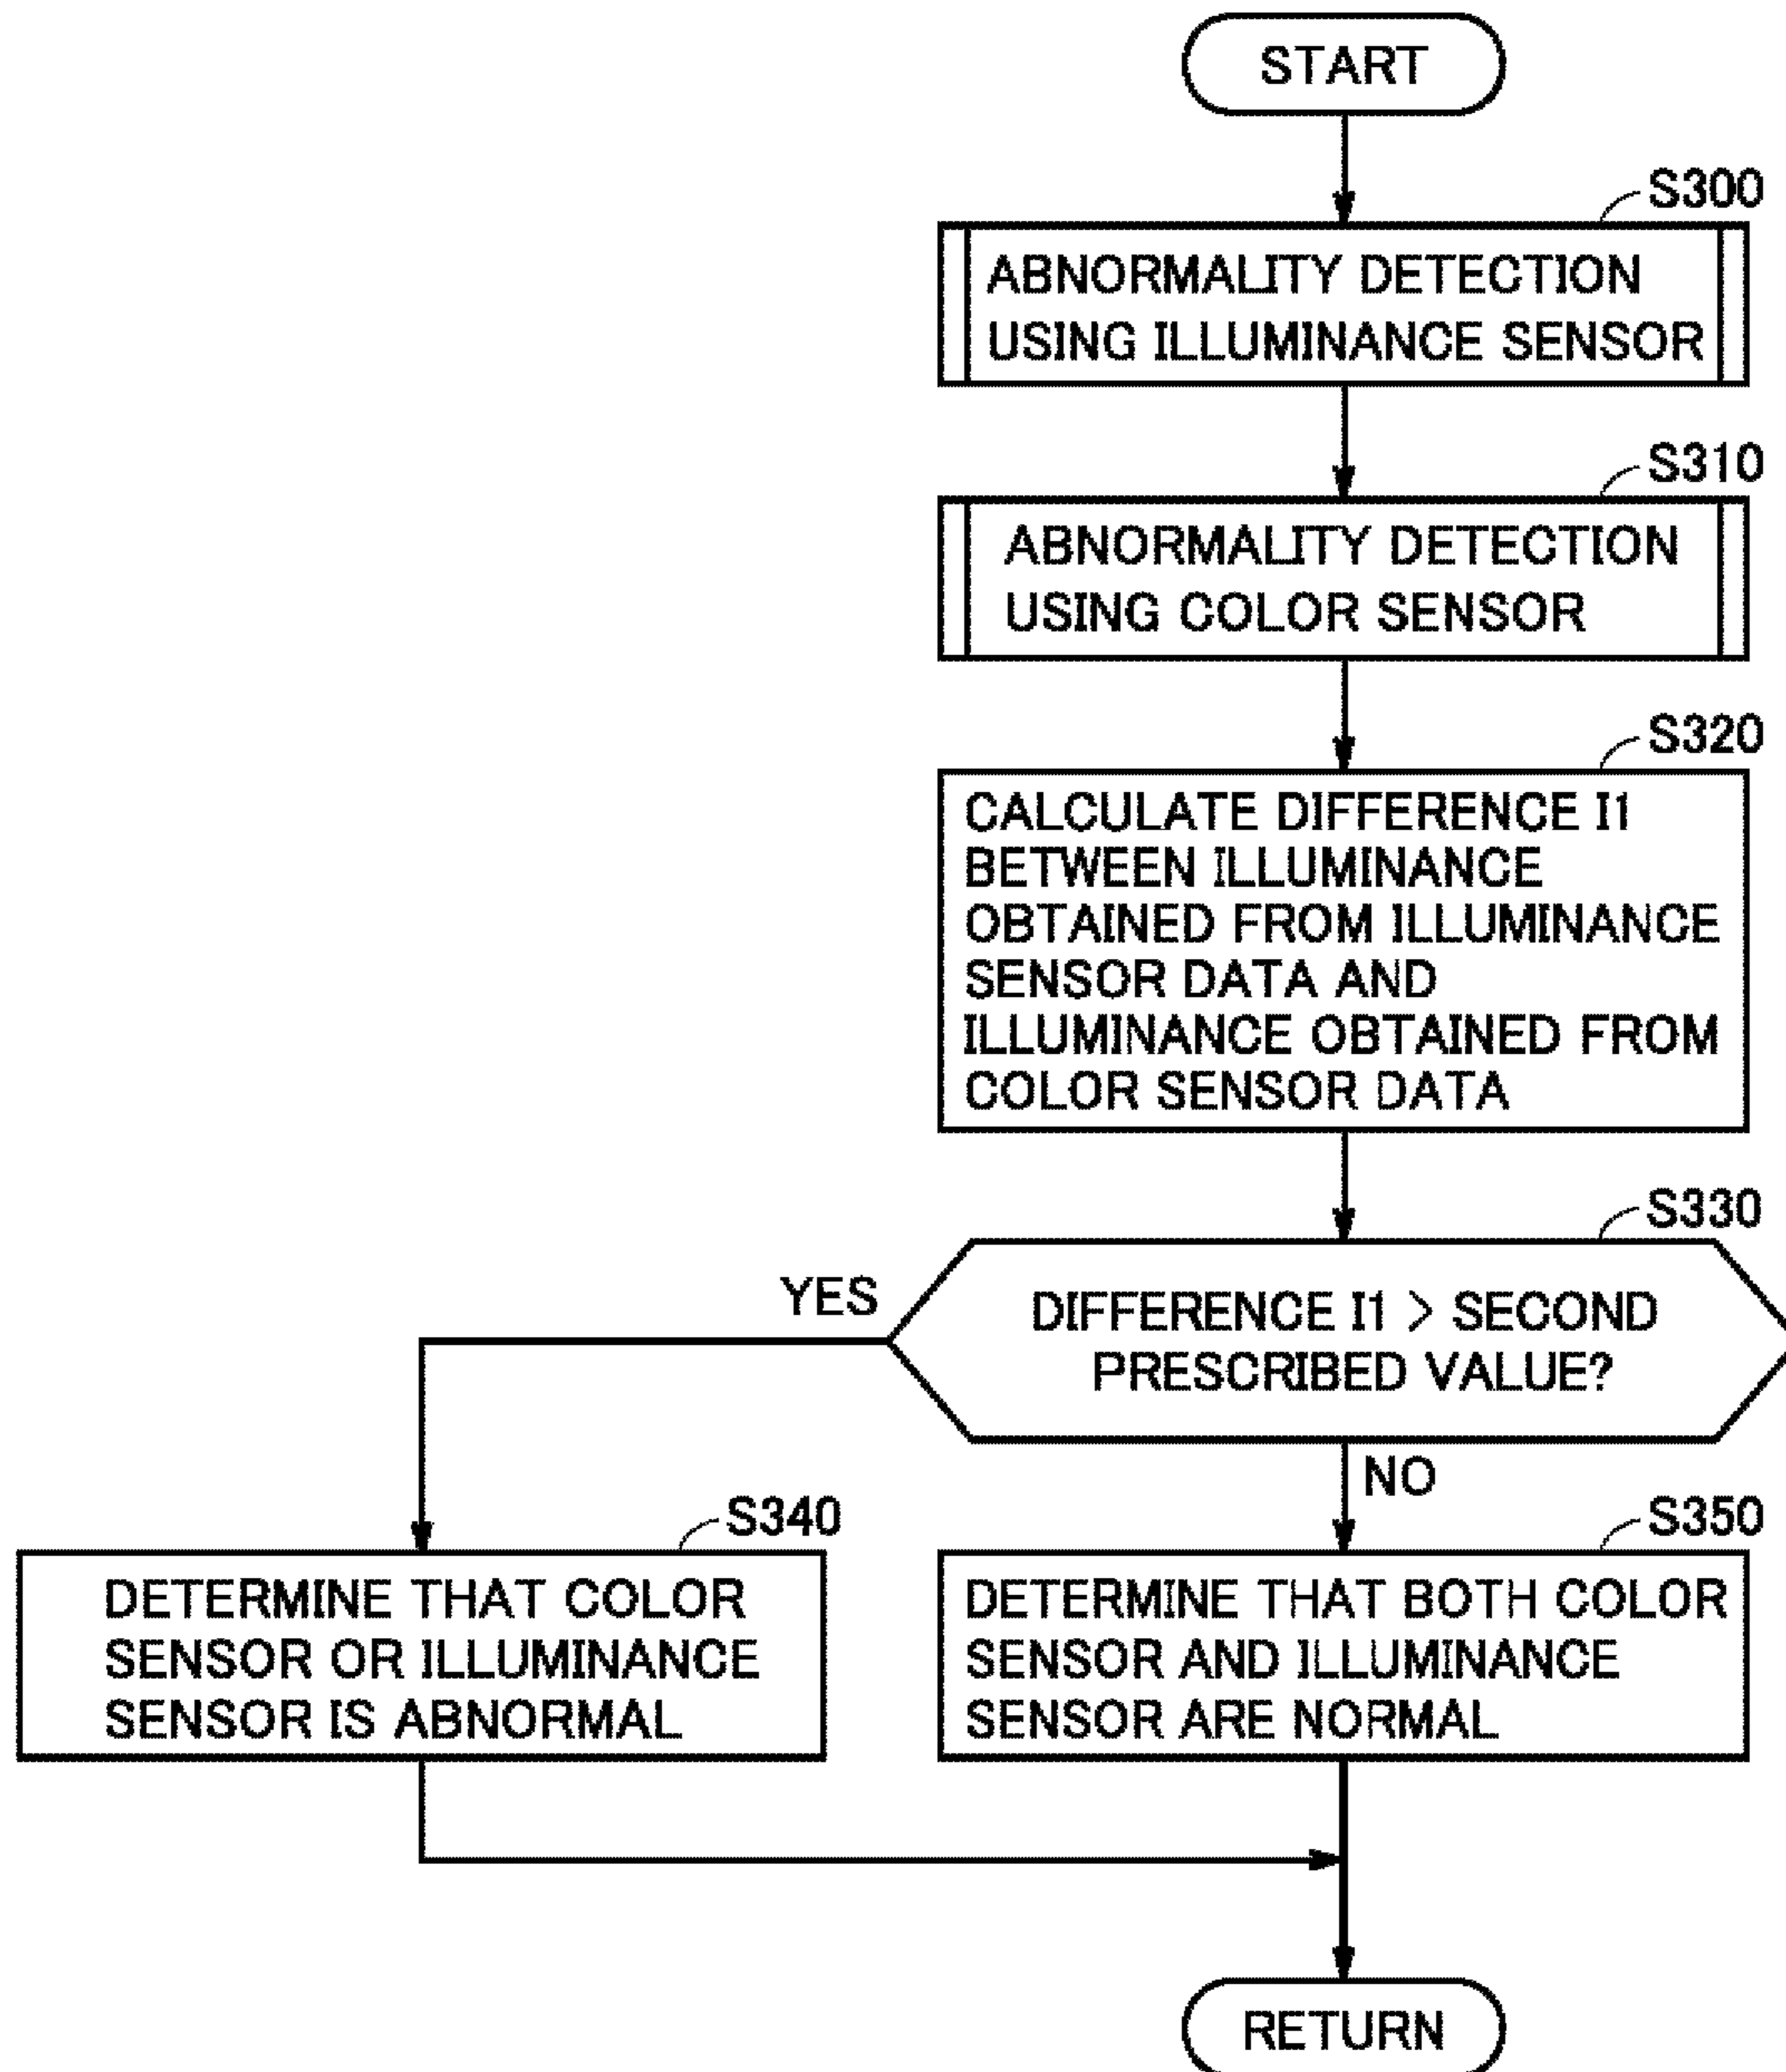 START
S300
ABNORMALITY DETECTION
USING ILLUMINANCE SENSOR
S310
ABNORMALITY DETECTION
USING COLOR SENSOR
S320
CALCULATE DIFFERENCE I1
BETWEEN ILLUMINANCE
OBTAINED FROM ILLUMINANCE
SENSOR DATA AND
ILLUMINANCE OBTAINED FROM
COLOR SENSOR DATA
S330
DIFFERENCE I1 > SECOND
PRESCRIBED VALUE?
YES
NO
S340
DETERMINE THAT COLOR
SENSOR OR ILLUMINANCE
SENSOR IS ABNORMAL
S350
DETERMINE THAT BOTH COLOR
SENSOR AND ILLUMINANCE
SENSOR ARE NORMAL
RETURN